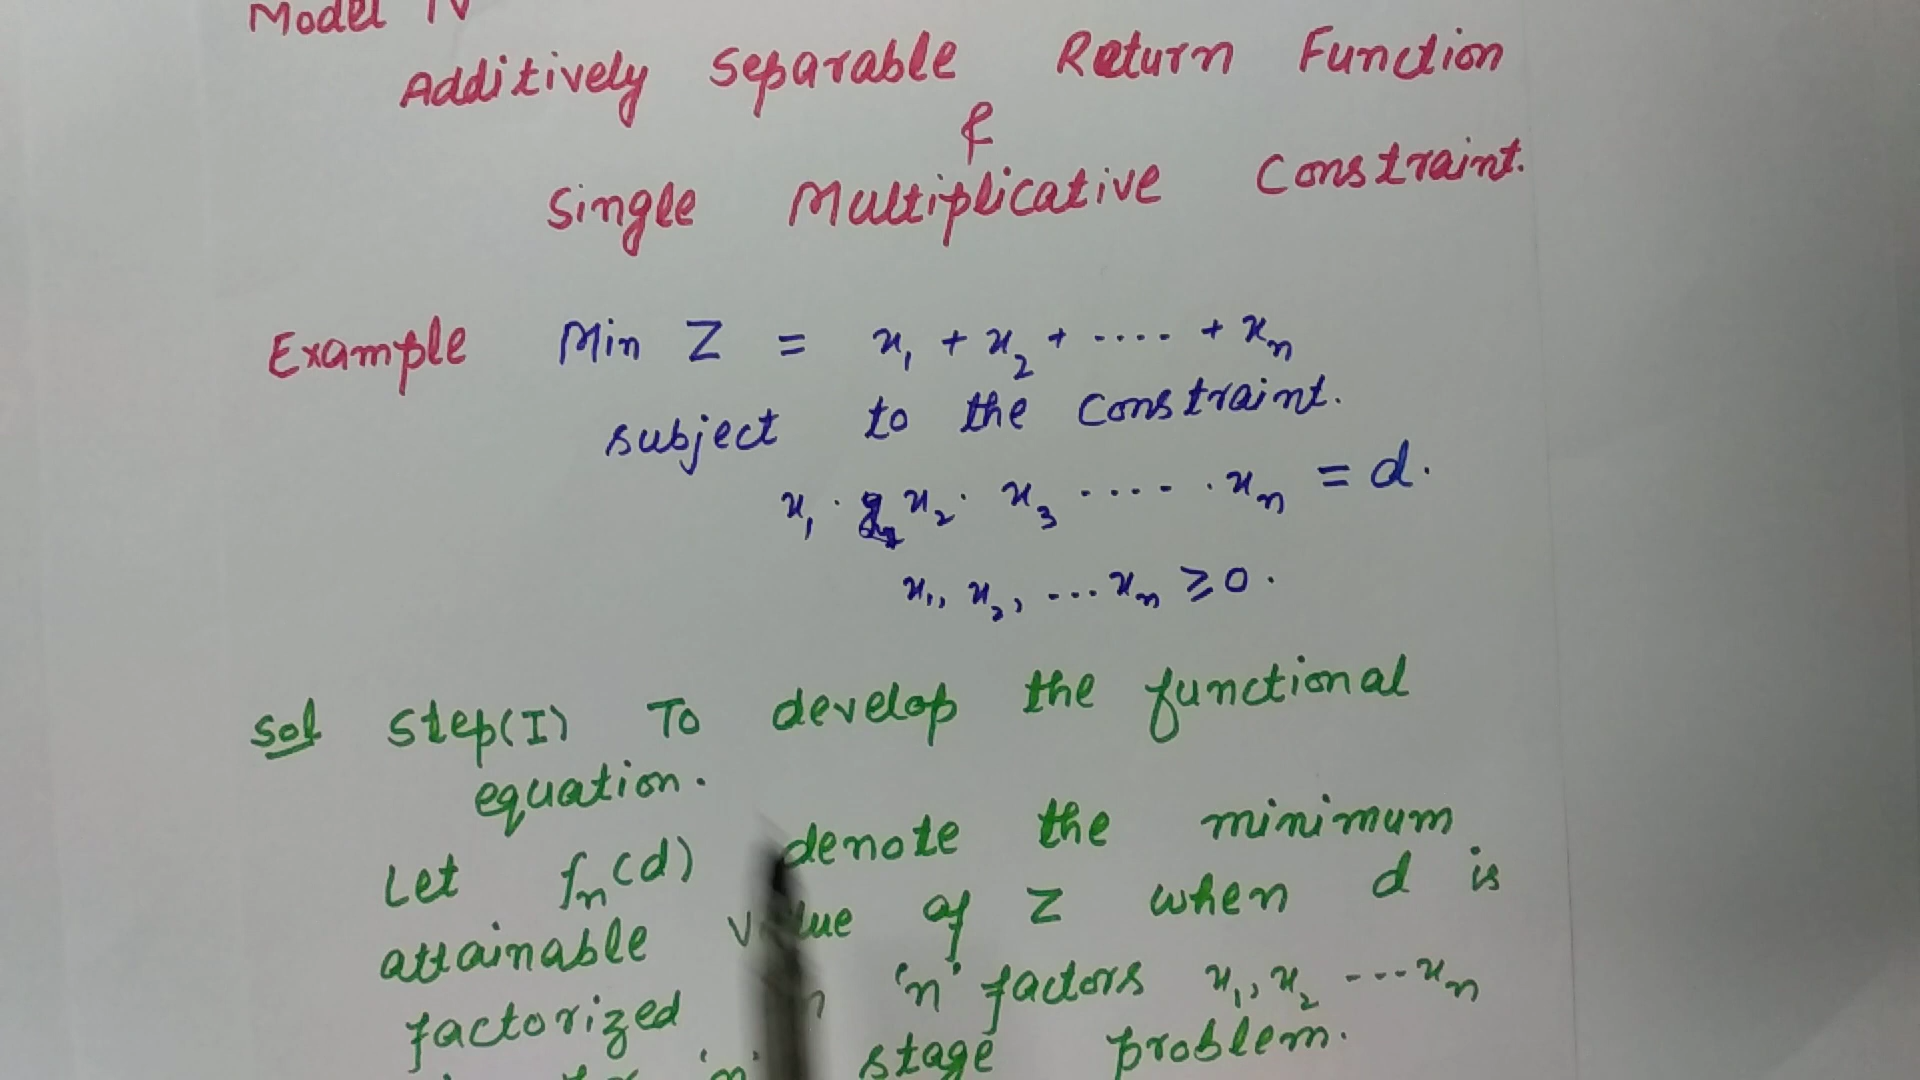 Model IV
Additively Separable Return Function
&
Single Multiplicative Constraint.
Example Min Z = x₁ + x₂ + .... + xₙ
subject to the constraint.
x₁ · x₂ · x₃ ····· xₙ = d.
x₁, x₂, ... xₙ ≥ 0.
Sol Step(I) To develop the functional
equation.
Let fₙ(d) denote the minimum
attainable value of Z when d is
factorized 'n' factors x₁, x₂ --- xₙ
'n' stage problem.